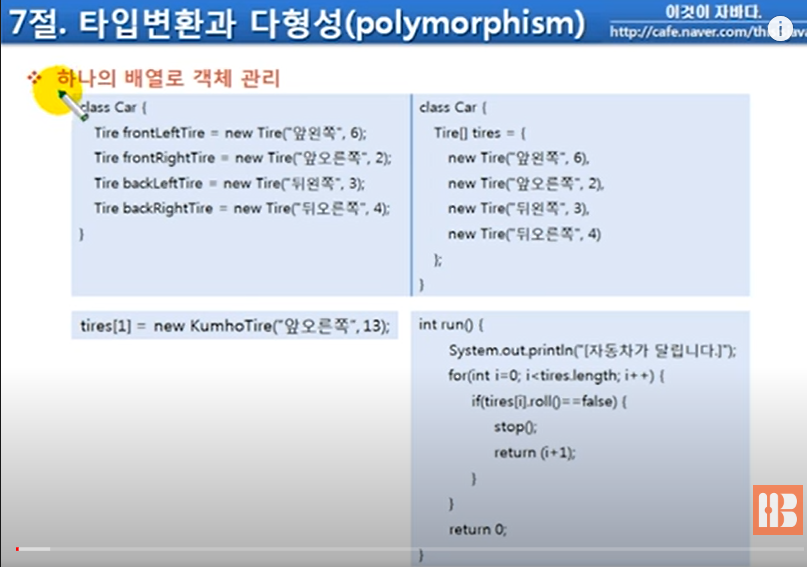 7절. 타입변환과 다형성(polymorphism)
이것이 자바다.
하나의 배열로 객체 관리
class Car {
Tire frontLeftTire = new Tire("앞왼쪽", 6);
Tire frontRightTire = new Tire("앞오른쪽", 2);
Tire backLeftTire = new Tire("뒤왼쪽", 3);
Tire backRightTire = new Tire("뒤오른쪽", 4);
}
class Car {
Tire[] tires = {
new Tire("앞왼쪽", 6),
new Tire("앞오른쪽", 2),
new Tire("뒤왼쪽", 3),
new Tire("뒤오른쪽", 4)
};
}
tires[1] = new KumhoTire("앞오른쪽", 13);
int run() {
System.out.println("[자동차가 달립니다.]");
for(int i=0; i<tires.length; i++) {
if(tires[i].roll()==false) {
stop();
return (i+1);
}
}
return 0;
}